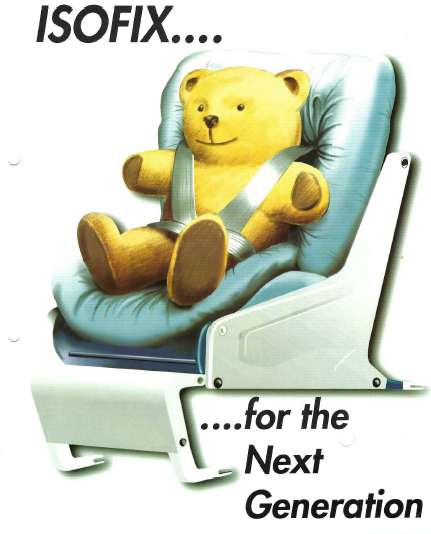 ISOFIX....
....for the
Next
Generation